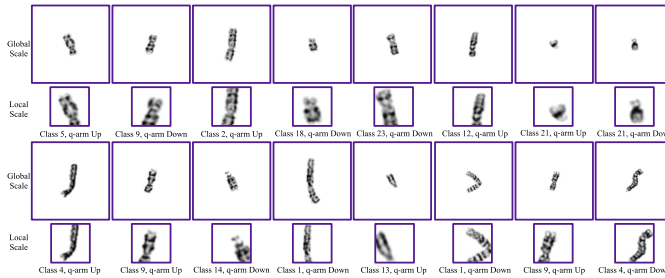 Global
Scale
Local
Scale
Class 5, q-arm Up Class 9, q-arm Down Class 2, q-arm Up Class 18, q-arm Down Class 23, q-arm Down Class 12, q-arm Up Class 21, q-arm Up Class 21, q-arm Down
Global
Scale
Local
Scale
Class 4, q-arm Up Class 9, q-arm Up Class 14, q-arm Down Class 1, q-arm Down Class 13, q-arm Up Class 1, q-arm Down Class 9, q-arm Up Class 4, q-arm Up